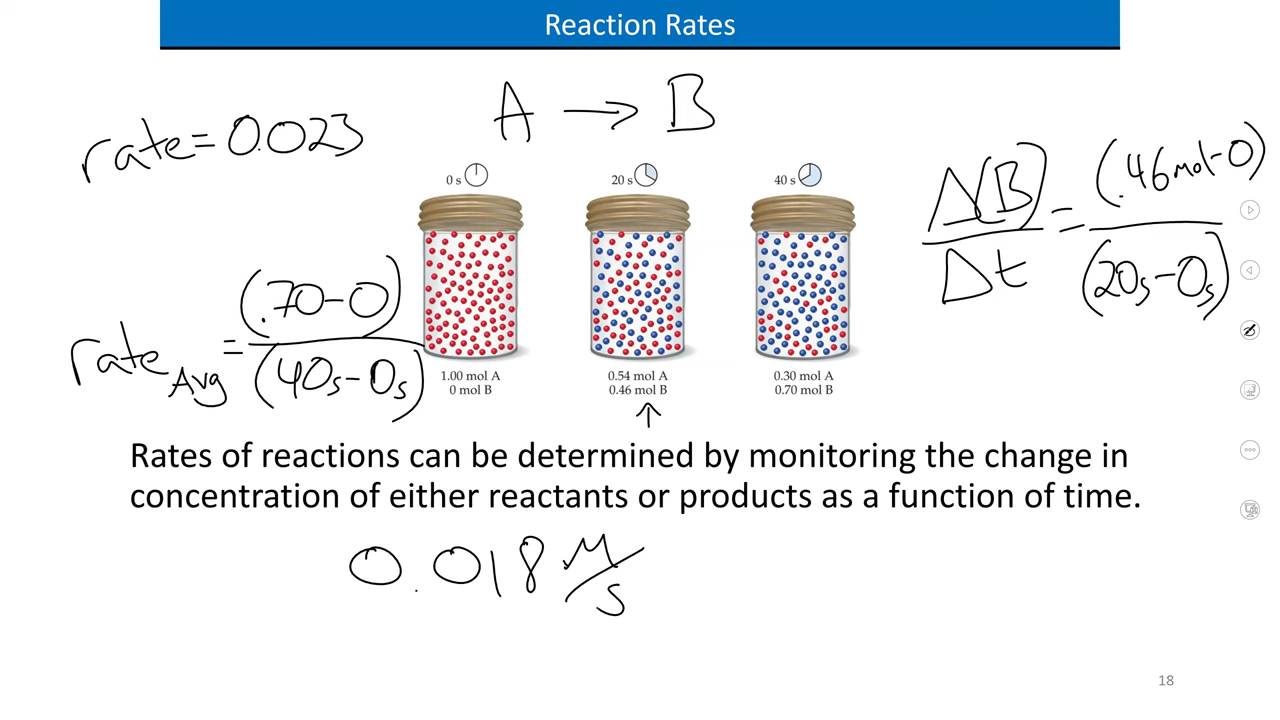 Reaction Rates
A → B
rate = 0.023
0 s
20 s
40 s
Δ(B) / Δt = (.46mol-0) / (20s-0s)
rate Avg = (.70-0) / (40s-0s)
1.00 mol A
0 mol B
0.54 mol A
0.46 mol B
0.30 mol A
0.70 mol B
↑
Rates of reactions can be determined by monitoring the change in
concentration of either reactants or products as a function of time.
0.018 M/s
18